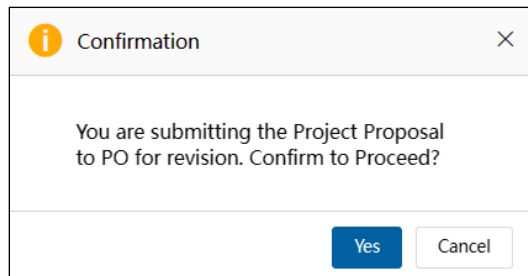 Confirmation
You are submitting the Project Proposal
to PO for revision. Confirm to Proceed?
Yes
Cancel